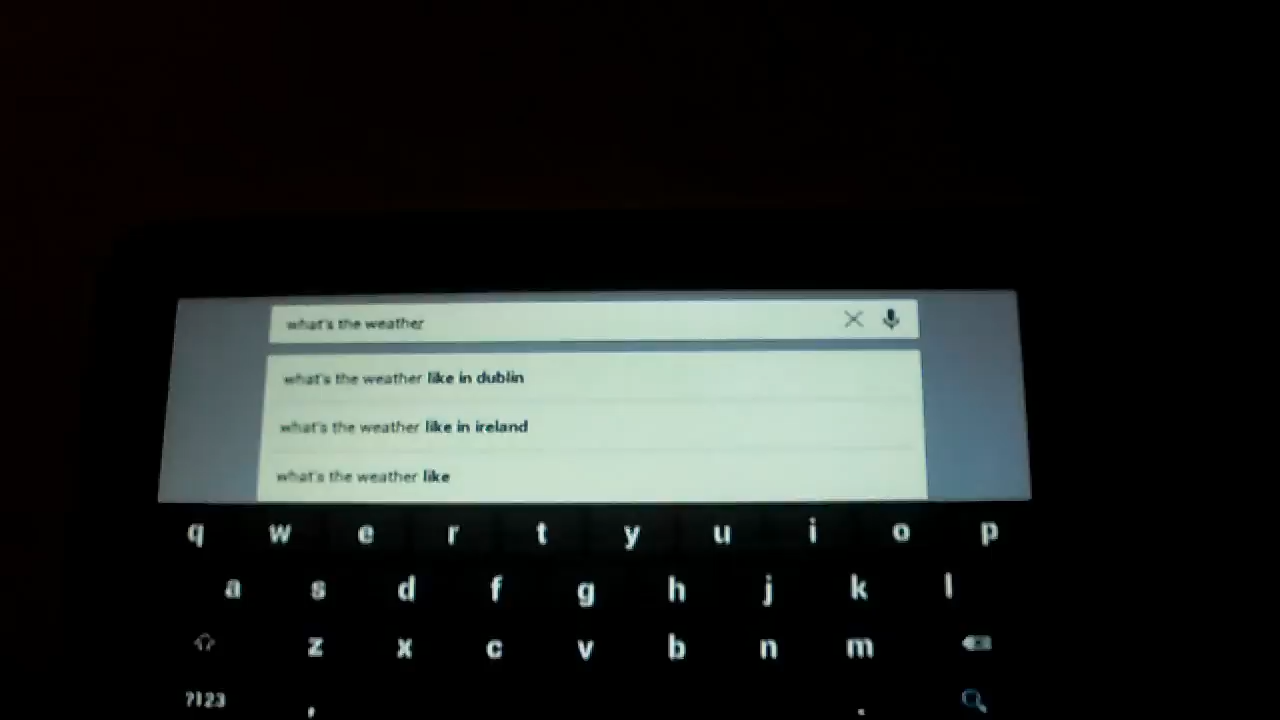 what's the weather
what's the weather like in dublin
what's the weather like in ireland
what's the weather like
q w e r t y u i o p
a s d f g h j k l
z x c v b n m
?123 , .